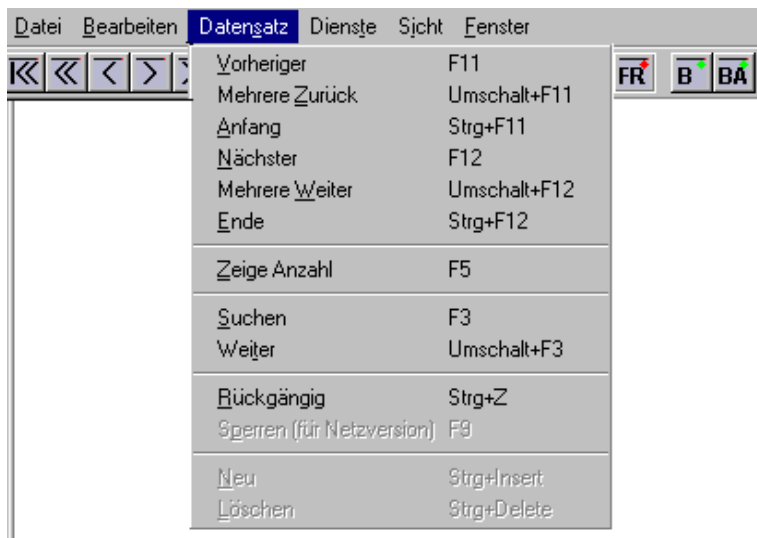 Datei Bearbeiten Datensatz Dienste Sicht Fenster
FR B BA
Vorheriger F11
Mehrere Zurück Umschalt+F11
Anfang Strg+F11
Nächster F12
Mehrere Weiter Umschalt+F12
Ende Strg+F12
Zeige Anzahl F5
Suchen F3
Weiter Umschalt+F3
Rückgängig Strg+Z
Sperren (für Netzversion) F9
Neu Strg+Insert
Löschen Strg+Delete